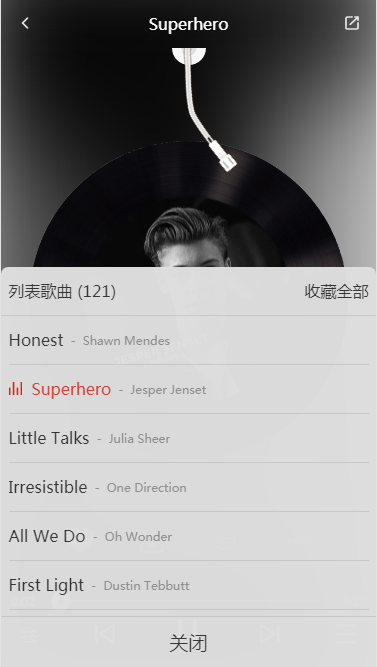 Superhero
列表歌曲 (121) 收藏全部
Honest - Shawn Mendes
Superhero - Jesper Jenset
Little Talks - Julia Sheer
Irresistible - One Direction
All We Do - Oh Wonder
First Light - Dustin Tebbutt
关闭